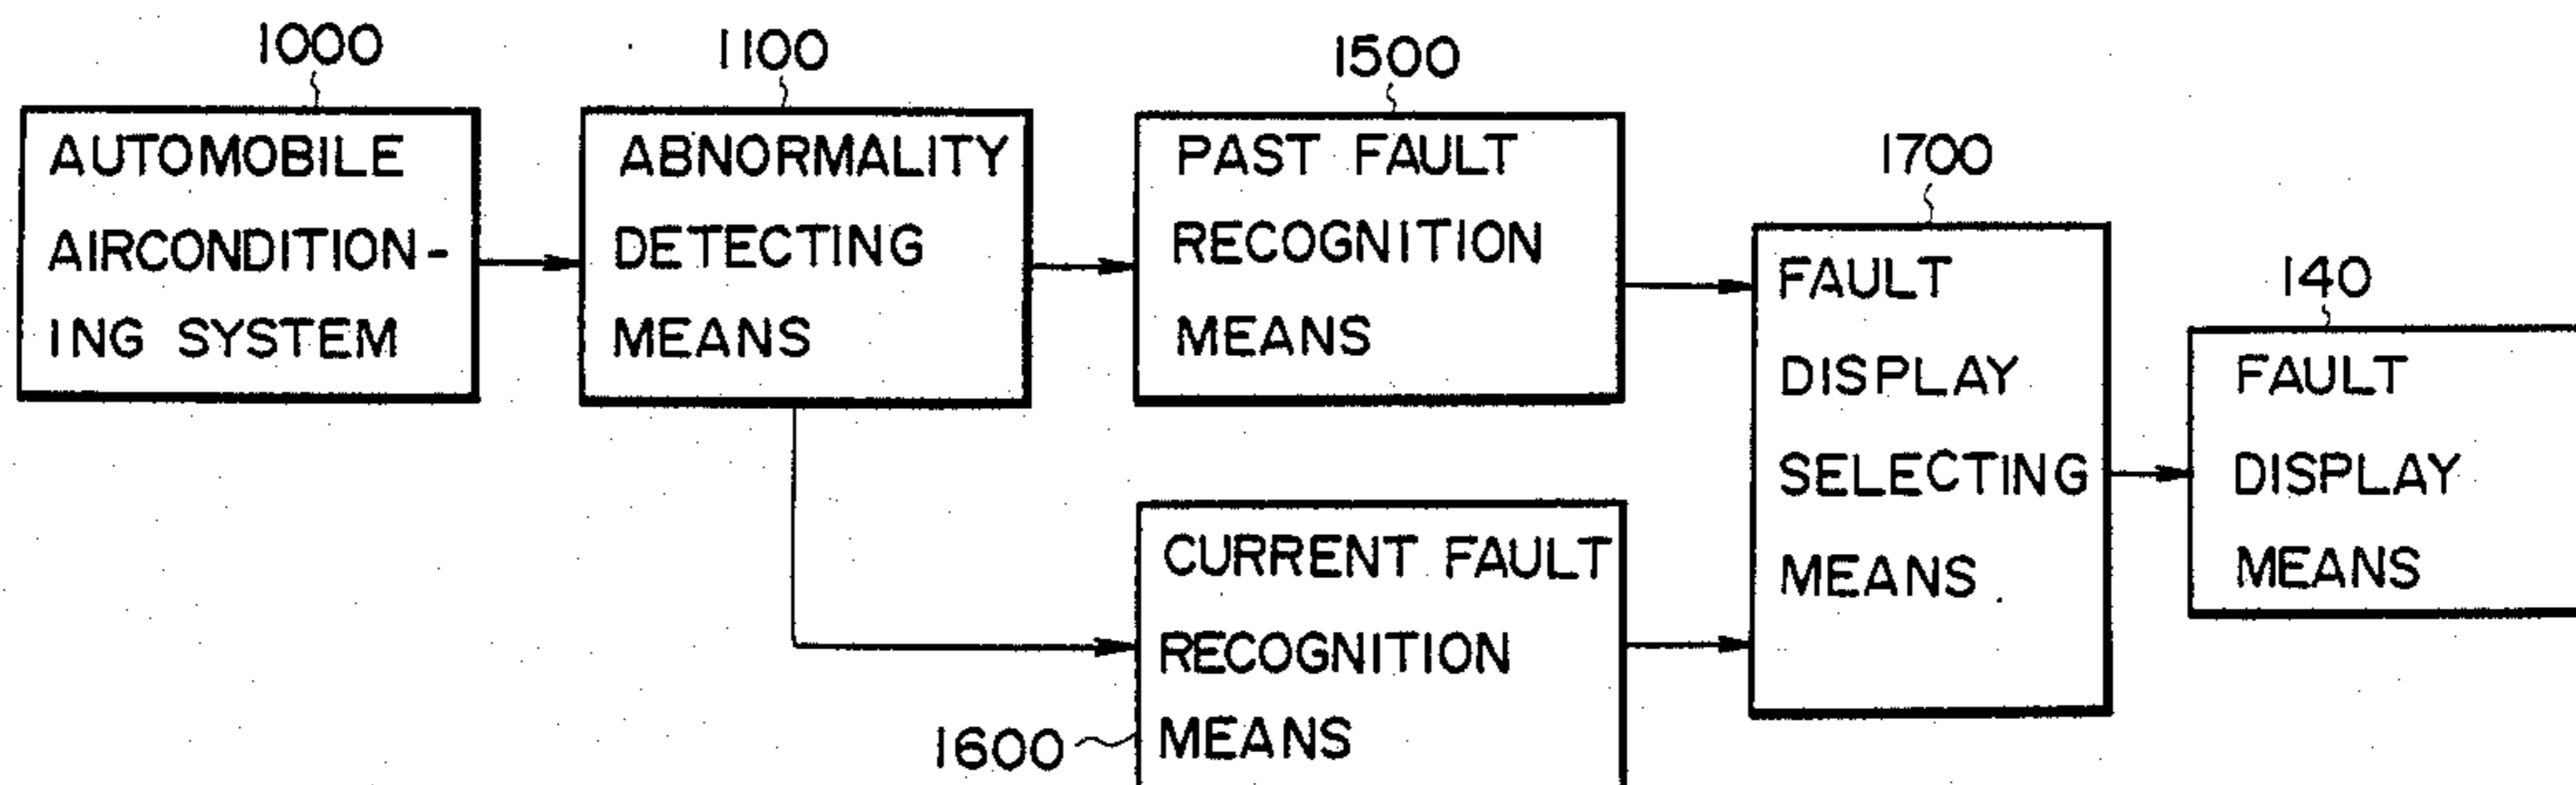 1000
AUTOMOBILE
AIRCONDITION-
ING SYSTEM
1100
ABNORMALITY
DETECTING
MEANS
1500
PAST FAULT
RECOGNITION
MEANS
1600
CURRENT FAULT
RECOGNITION
MEANS
1700
FAULT
DISPLAY
SELECTING
MEANS
140
FAULT
DISPLAY
MEANS